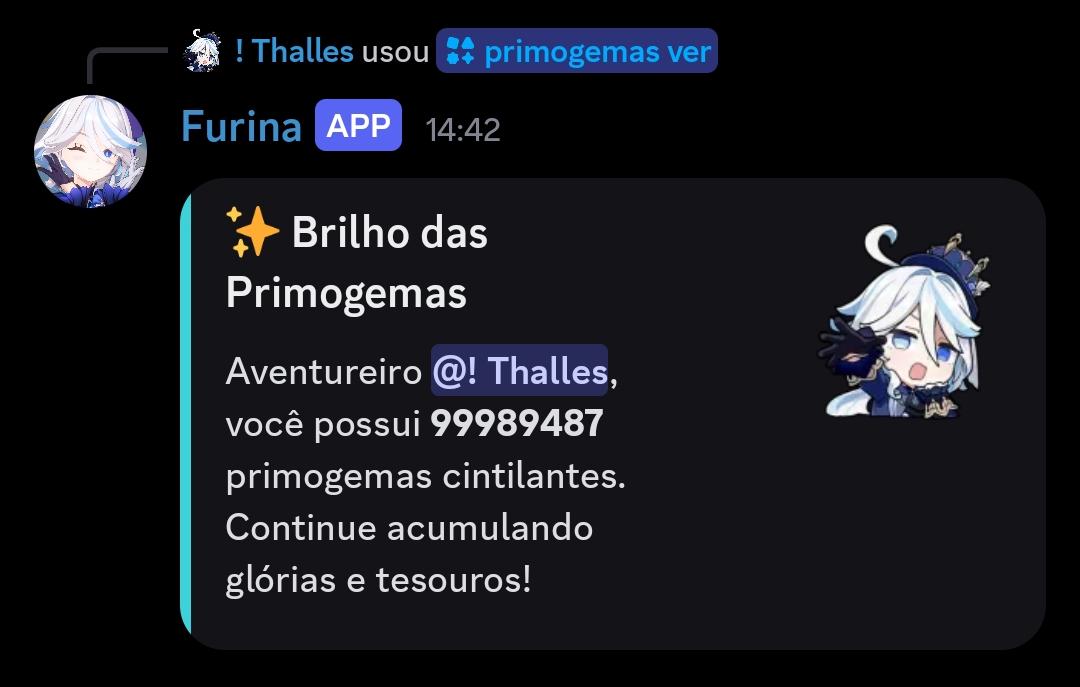 ! Thalles usou primogemas ver
Furina APP 14:42
✨ Brilho das
Primogemas
Aventureiro @! Thalles,
você possui 99989487
primogemas cintilantes.
Continue acumulando
glórias e tesouros!